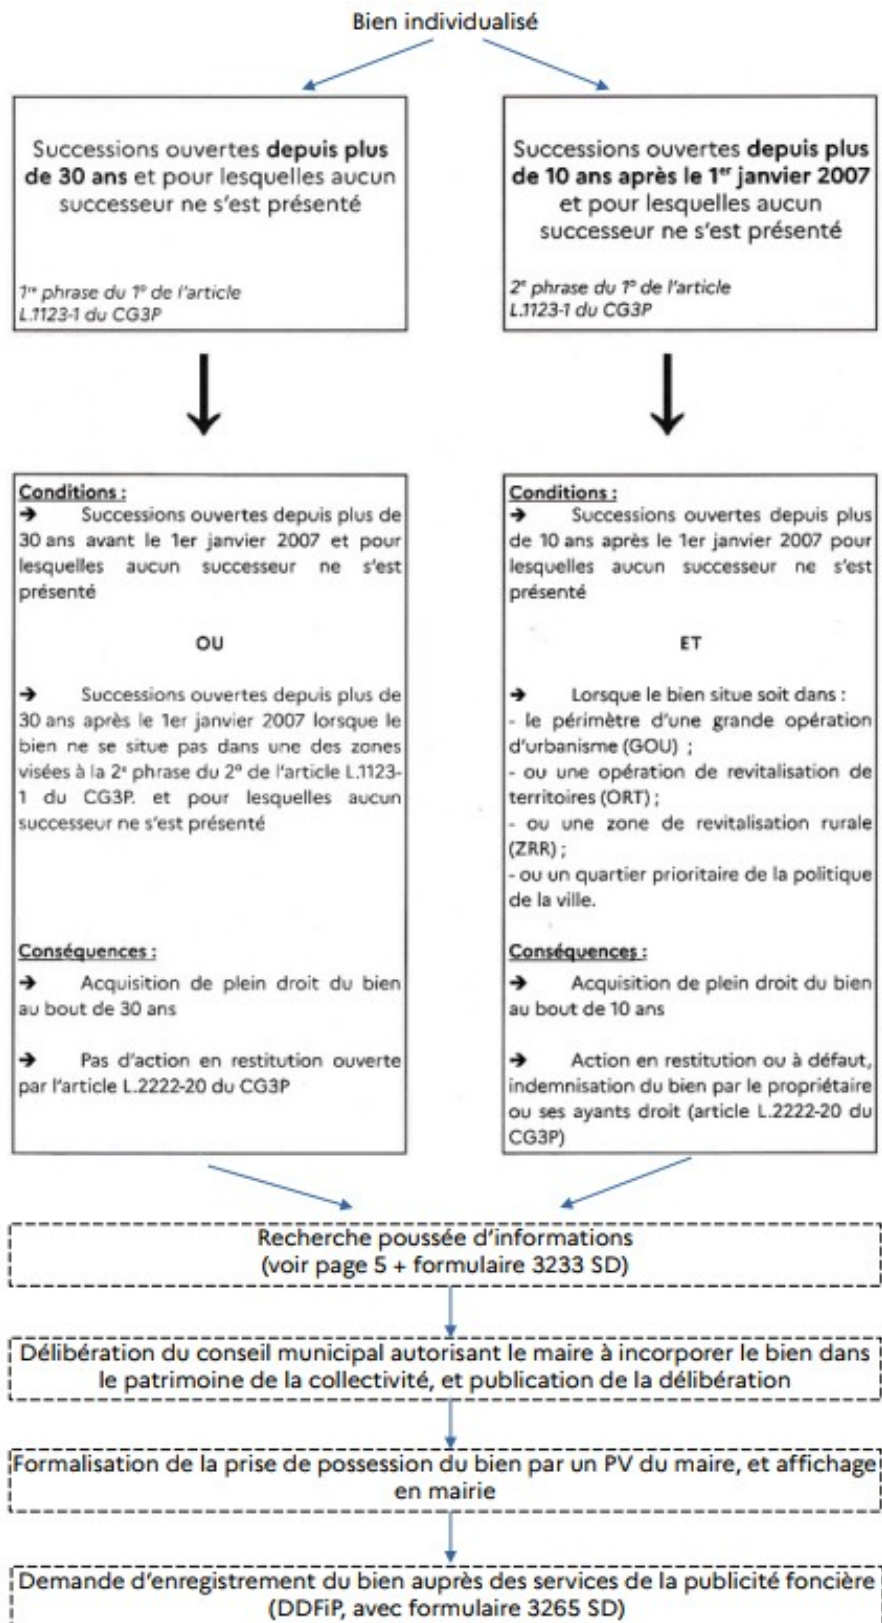 Bien individualisé
Successions ouvertes depuis plus
de 30 ans et pour lesquelles aucun
successeur ne s'est présenté
1re phrase du 1° de l'article
L.1123-1 du CG3P
Successions ouvertes depuis plus
de 10 ans après le 1er janvier 2007
et pour lesquelles aucun
successeur ne s'est présenté
2e phrase du 1° de l'article
L.1123-1 du CG3P
Conditions :
→ Successions ouvertes depuis plus de
30 ans avant le 1er janvier 2007 et pour
lesquelles aucun successeur ne s'est
présenté
OU
→ Successions ouvertes depuis plus de
30 ans après le 1er janvier 2007 lorsque le
bien ne se situe pas dans une des zones
visées à la 2e phrase du 2° de l'article L.1123-
1 du CG3P. et pour lesquelles aucun
successeur ne s'est présenté
Conséquences :
→ Acquisition de plein droit du bien
au bout de 30 ans
→ Pas d'action en restitution ouverte
par l'article L.2222-20 du CG3P
Conditions :
→ Successions ouvertes depuis plus
de 10 ans après le 1er janvier 2007 pour
lesquelles aucun successeur ne s'est
présenté
ET
→ Lorsque le bien situe soit dans :
- le périmètre d'une grande opération
d'urbanisme (GOU) ;
- ou une opération de revitalisation de
territoires (ORT) ;
- ou une zone de revitalisation rurale
(ZRR) ;
- ou un quartier prioritaire de la politique
de la ville.
Conséquences :
→ Acquisition de plein droit du bien
au bout de 10 ans
→ Action en restitution ou à défaut,
indemnisation du bien par le propriétaire
ou ses ayants droit (article L.2222-20 du
CG3P)
Recherche poussée d'informations
(voir page 5 + formulaire 3233 SD)
Délibération du conseil municipal autorisant le maire à incorporer le bien dans
le patrimoine de la collectivité, et publication de la délibération
Formalisation de la prise de possession du bien par un PV du maire, et affichage
en mairie
Demande d'enregistrement du bien auprès des services de la publicité foncière
(DDFiP, avec formulaire 3265 SD)